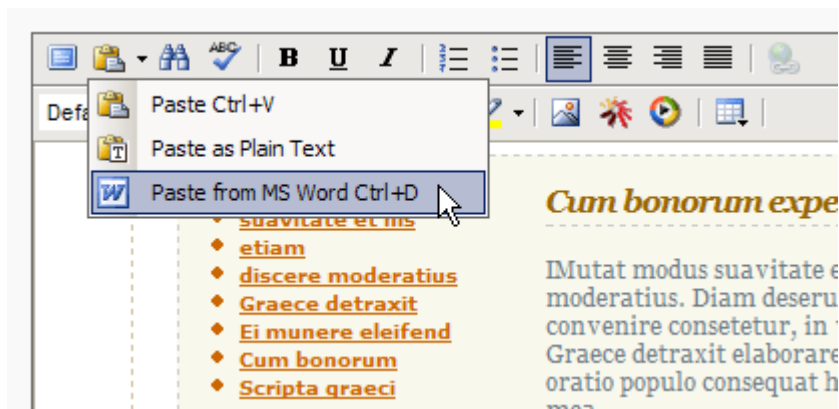 ABC
B U I
Defa
Paste Ctrl+V
T
Paste as Plain Text
W
Paste from MS Word Ctrl+D
suavitate et his
etiam
discere moderatius
Graece detraxit
Ei munere eleifend
Cum bonorum
Scripta graeci
Cum bonorum expe
IMutat modus suavitate e
moderatius. Diam deseru
convenire consetetur, in v
Graece detraxit elaborare
oratio populo consequat h
mea